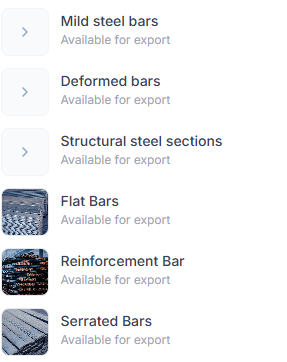 Mild steel bars
Available for export
Deformed bars
Available for export
Structural steel sections
Available for export
Flat Bars
Available for export
Reinforcement Bar
Available for export
Serrated Bars
Available for export